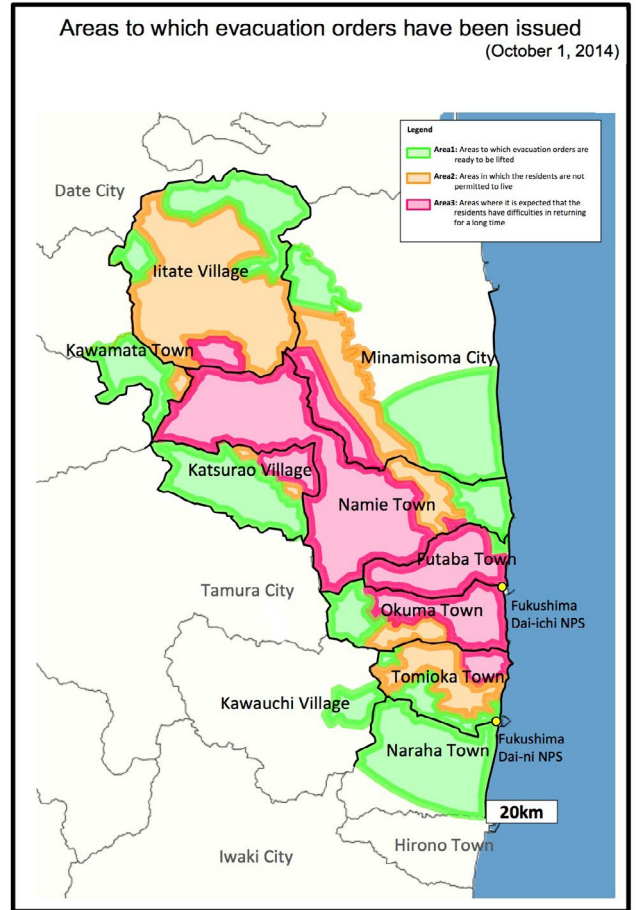 Areas to which evacuation orders have been issued
(October 1, 2014)
Legend
Area1: Areas to which evacuation orders are
ready to be lifted
Area2: Areas in which the residents are not
permitted to live
Area3: Areas where it is expected that the
residents have difficulties in returning
for a long time
Date City
Iitate Village
Kawamata Town
Minamisoma City
Katsurao Village
Namie Town
Futaba Town
Tamura City
Okuma Town
Fukushima
Dai-ichi NPS
Tomioka Town
Kawauchi Village
Fukushima
Dai-ni NPS
Naraha Town
20km
Hirono Town
Iwaki City